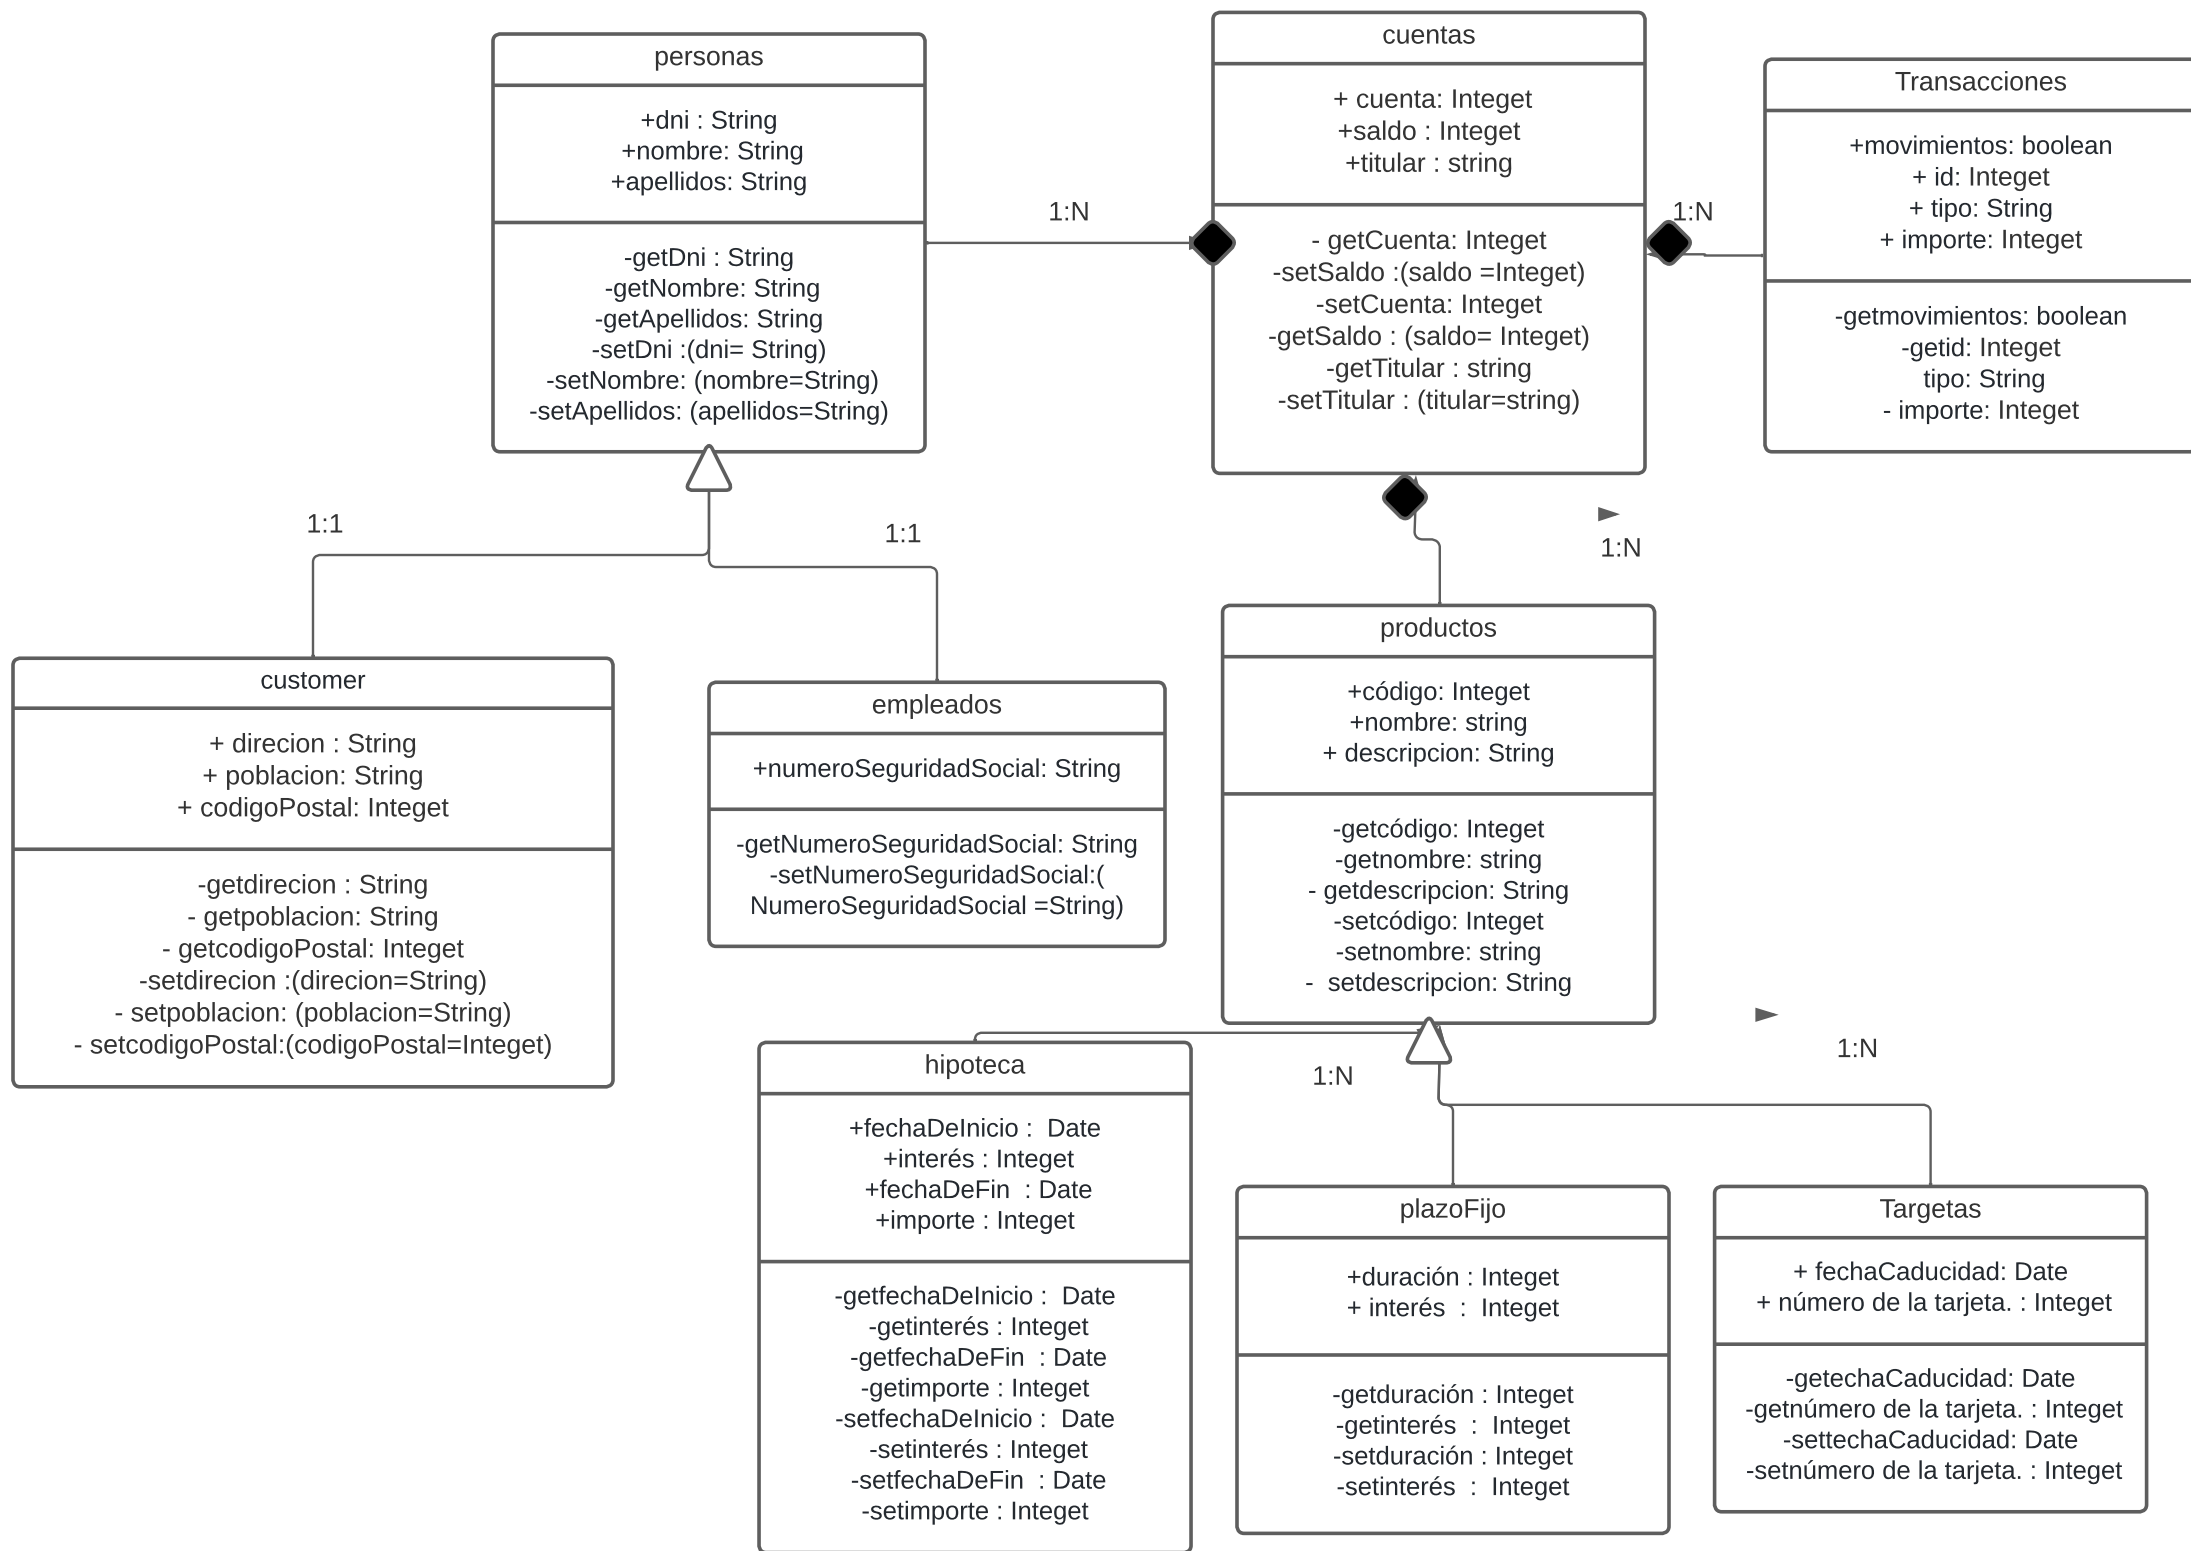 personas
+dni : String
+nombre: String
+apellidos: String
-getDni : String
-getNombre: String
-getApellidos: String
-setDni :(dni= String)
-setNombre: (nombre=String)
-setApellidos: (apellidos=String)
1:N
cuentas
+ cuenta: Integet
+saldo : Integet
+titular : string
- getCuenta: Integet
-setSaldo :(saldo =Integet)
-setCuenta: Integet
-getSaldo : (saldo= Integet)
-getTitular : string
-setTitular : (titular=string)
1:N
Transacciones
+movimientos: boolean
+ id: Integet
+ tipo: String
+ importe: Integet
-getmovimientos: boolean
-getid: Integet
tipo: String
- importe: Integet
1:1
1:1
1:N
customer
+ direcion : String
+ poblacion: String
+ codigoPostal: Integet
-getdirecion : String
- getpoblacion: String
- getcodigoPostal: Integet
-setdirecion :(direcion=String)
- setpoblacion: (poblacion=String)
- setcodigoPostal:(codigoPostal=Integet)
empleados
+numeroSeguridadSocial: String
-getNumeroSeguridadSocial: String
-setNumeroSeguridadSocial:(
NumeroSeguridadSocial =String)
productos
+código: Integet
+nombre: string
+ descripcion: String
-getcódigo: Integet
-getnombre: string
- getdescripcion: String
-setcódigo: Integet
-setnombre: string
-  setdescripcion: String
1:N
1:N
hipoteca
+fechaDeInicio :  Date
+interés : Integet
+fechaDeFin  : Date
+importe : Integet
-getfechaDeInicio :  Date
-getinterés : Integet
-getfechaDeFin  : Date
-getimporte : Integet
-setfechaDeInicio :  Date
-setinterés : Integet
-setfechaDeFin  : Date
-setimporte : Integet
plazoFijo
+duración : Integet
+ interés  :  Integet
-getduración : Integet
-getinterés  :  Integet
-setduración : Integet
-setinterés  :  Integet
Targetas
+ fechaCaducidad: Date
+ número de la tarjeta. : Integet
-getechaCaducidad: Date
-getnúmero de la tarjeta. : Integet
-settechaCaducidad: Date
-setnúmero de la tarjeta. : Integet